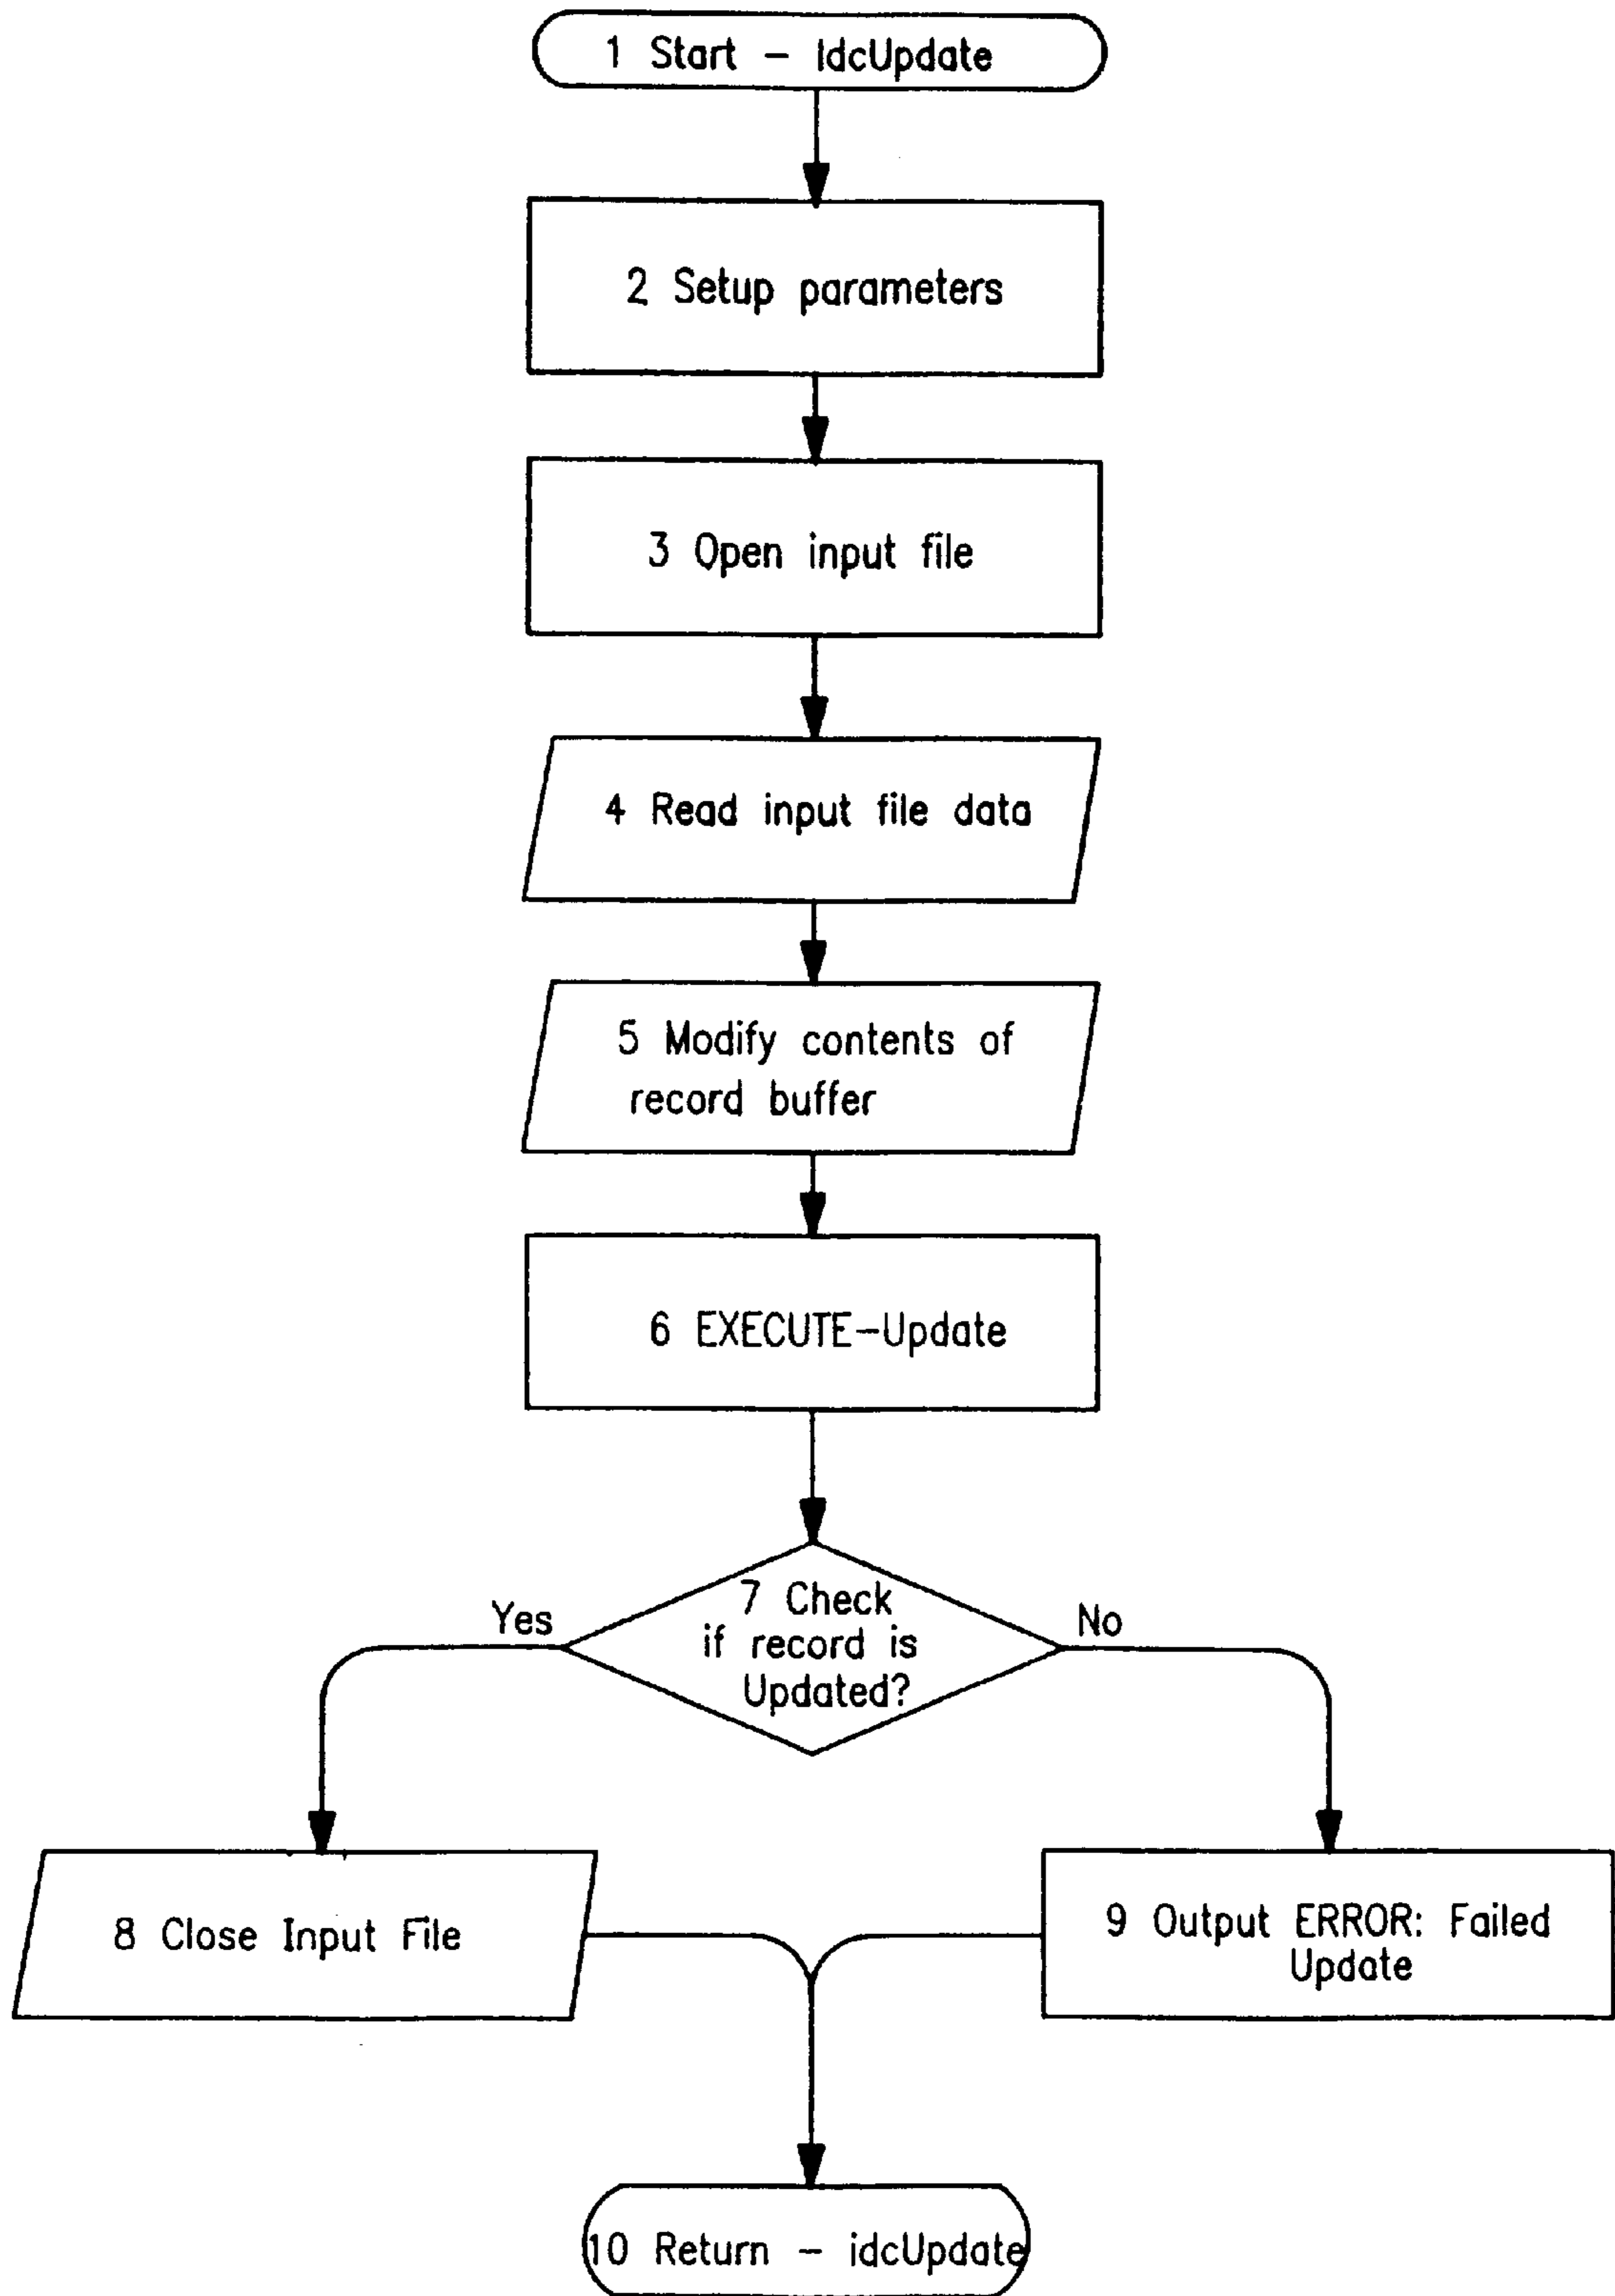 1 Start - IdcUpdate
2 Setup parameters
3 Open input file
4 Read input file data
5 Modify contents of
record buffer
6 EXECUTE-Update
7 Check
if record is
Updated?
Yes
No
8 Close Input File
9 Output ERROR: Failed
Update
10 Return - idcUpdate